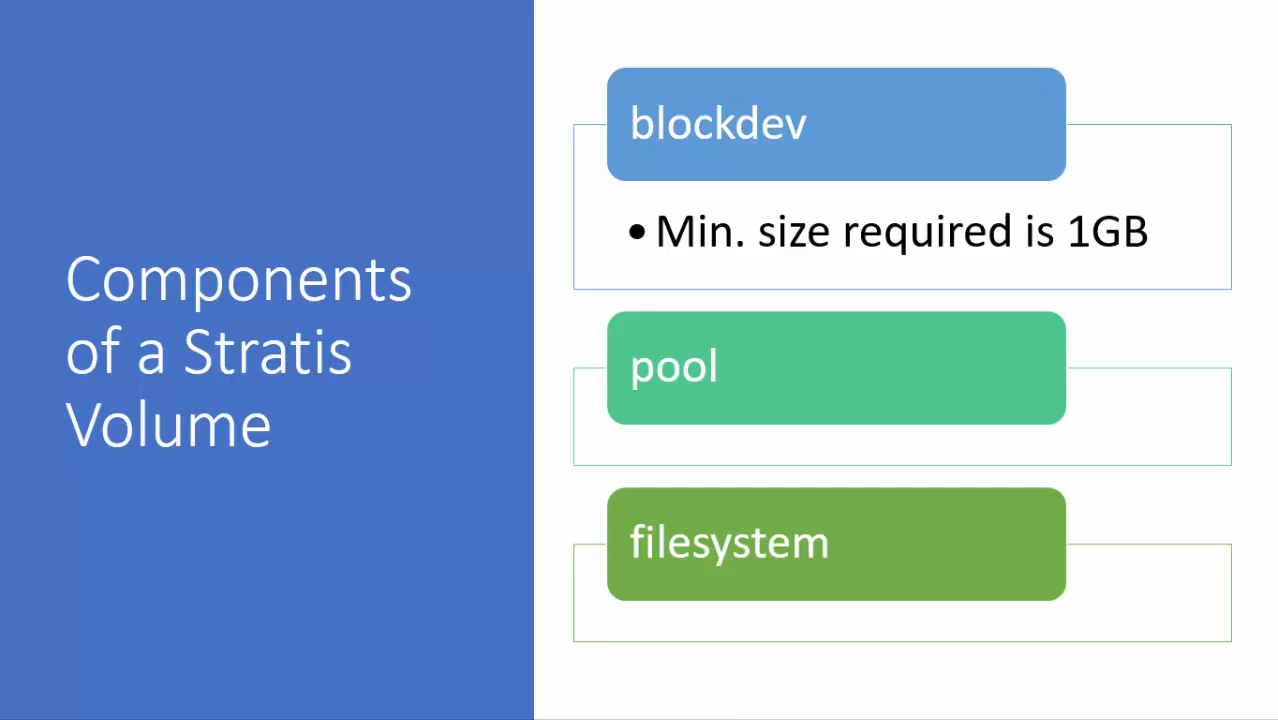 Components
of a Stratis
Volume
blockdev
• Min. size required is 1GB
pool
filesystem